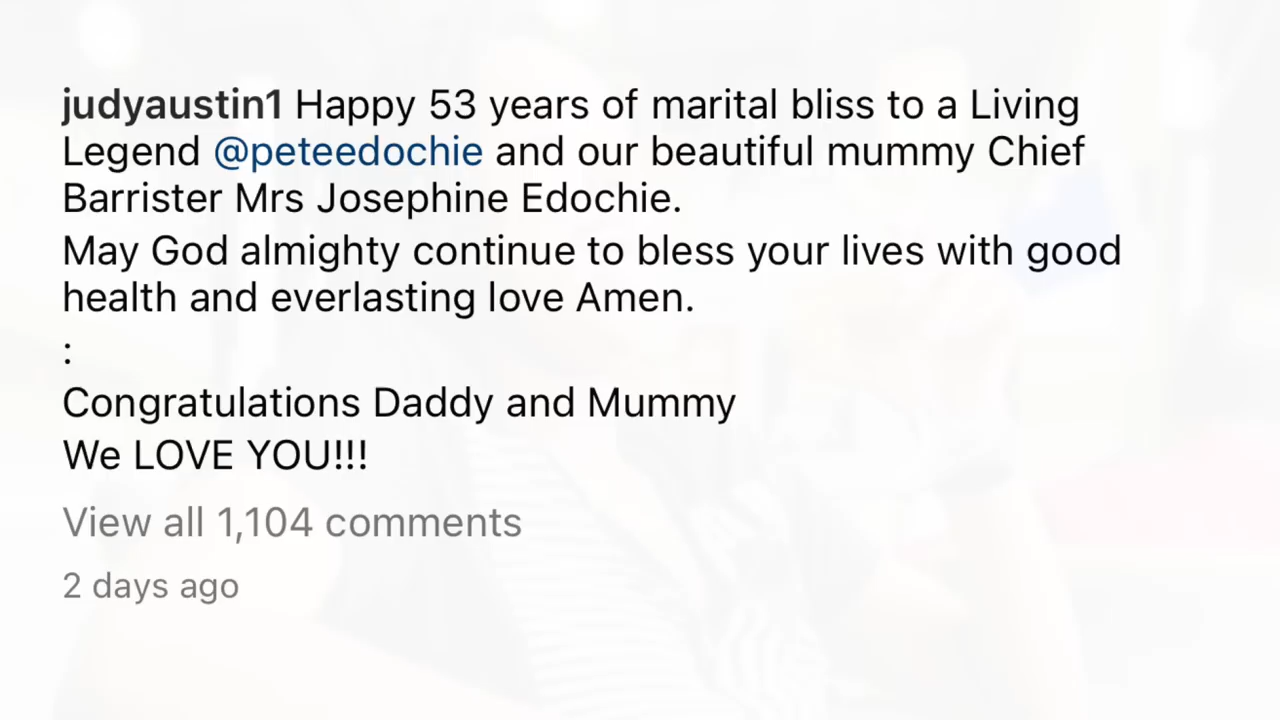 judyaustin1 Happy 53 years of marital bliss to a Living
Legend @peteedochie and our beautiful mummy Chief
Barrister Mrs Josephine Edochie.
May God almighty continue to bless your lives with good
health and everlasting love Amen.
:
Congratulations Daddy and Mummy
We LOVE YOU!!!
View all 1,104 comments
2 days ago